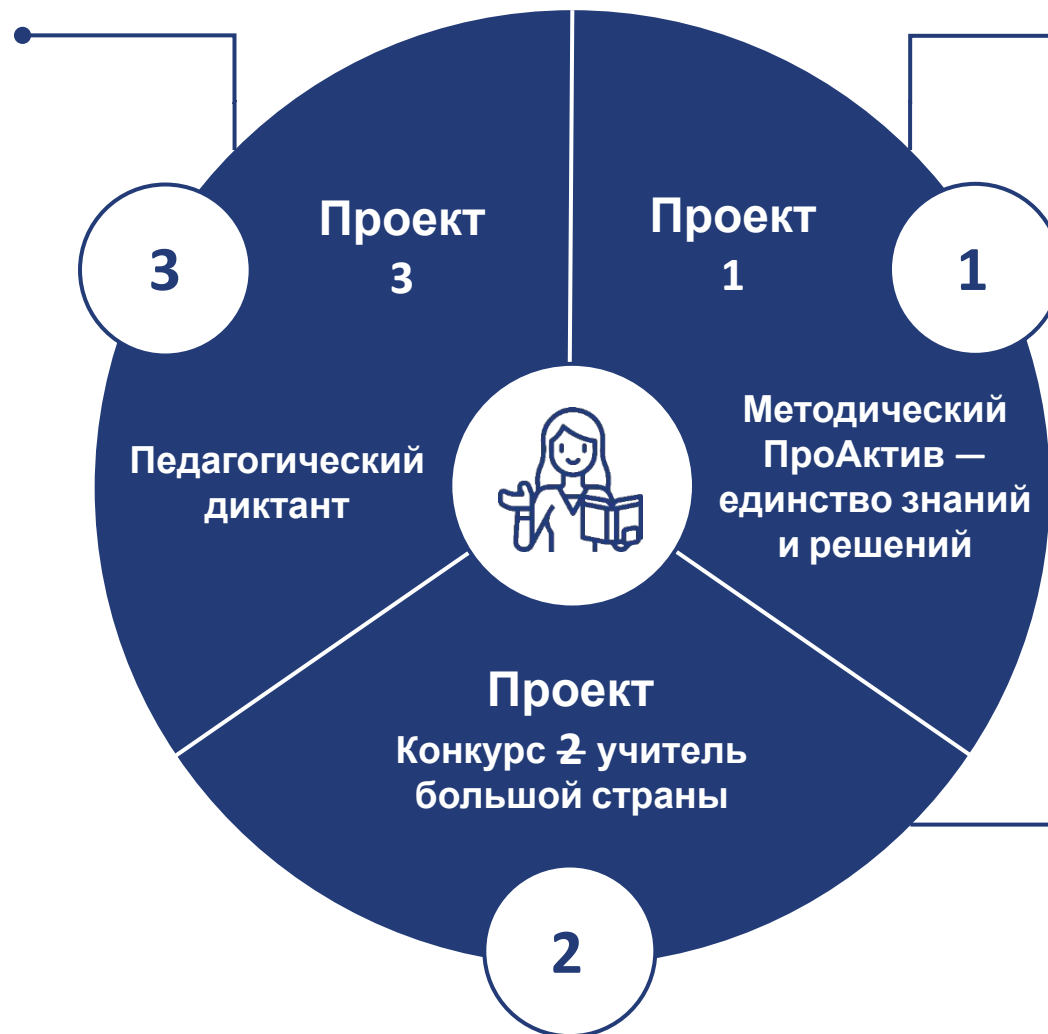 Проект
3
3
Педагогический
диктант
Проект
1
1
Методический
ПроАктив —
единство знаний
и решений
Проект
Конкурс 2 учитель
большой страны
2